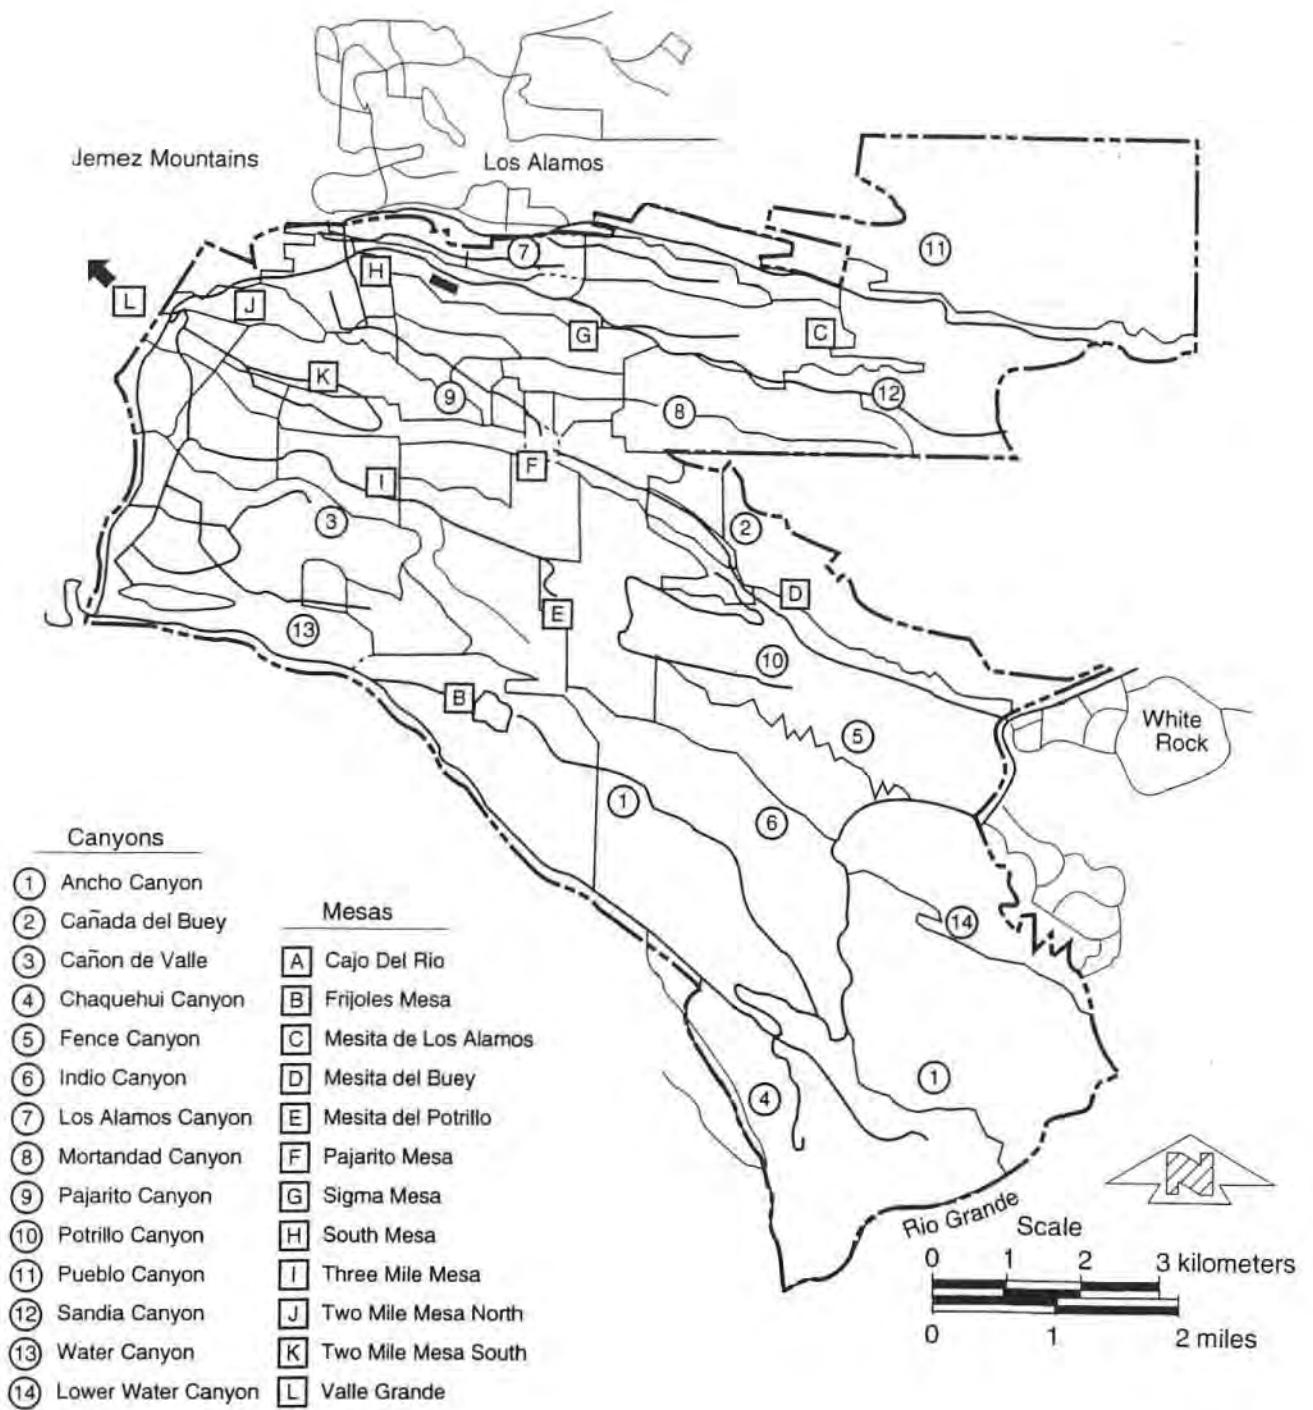 Jemez Mountains
Los Alamos
11
7
H
L
J
G
C
K
9
12
8
F
I
3
2
D
E
13
10
B
White
Rock
5
1
6
14
4
1
Canyons
1 Ancho Canyon
2 Cañada del Buey
3 Cañon de Valle
4 Chaquehui Canyon
5 Fence Canyon
6 Indio Canyon
7 Los Alamos Canyon
8 Mortandad Canyon
9 Pajarito Canyon
10 Potrillo Canyon
11 Pueblo Canyon
12 Sandia Canyon
13 Water Canyon
14 Lower Water Canyon
Mesas
A Cajo Del Rio
B Frijoles Mesa
C Mesita de Los Alamos
D Mesita del Buey
E Mesita del Potrillo
F Pajarito Mesa
G Sigma Mesa
H South Mesa
I Three Mile Mesa
J Two Mile Mesa North
K Two Mile Mesa South
L Valle Grande
N
Rio Grande
Scale
0 1 2 3 kilometers
0 1 2 miles